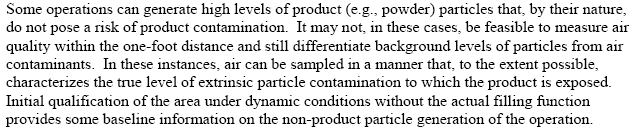 Some operations can generate high levels of product (e.g., powder) particles that, by their nature,
do not pose a risk of product contamination.  It may not, in these cases, be feasible to measure air
quality within the one-foot distance and still differentiate background levels of particles from air
contaminants.  In these instances, air can be sampled in a manner that, to the extent possible,
characterizes the true level of extrinsic particle contamination to which the product is exposed.
Initial qualification of the area under dynamic conditions without the actual filling function
provides some baseline information on the non-product particle generation of the operation.